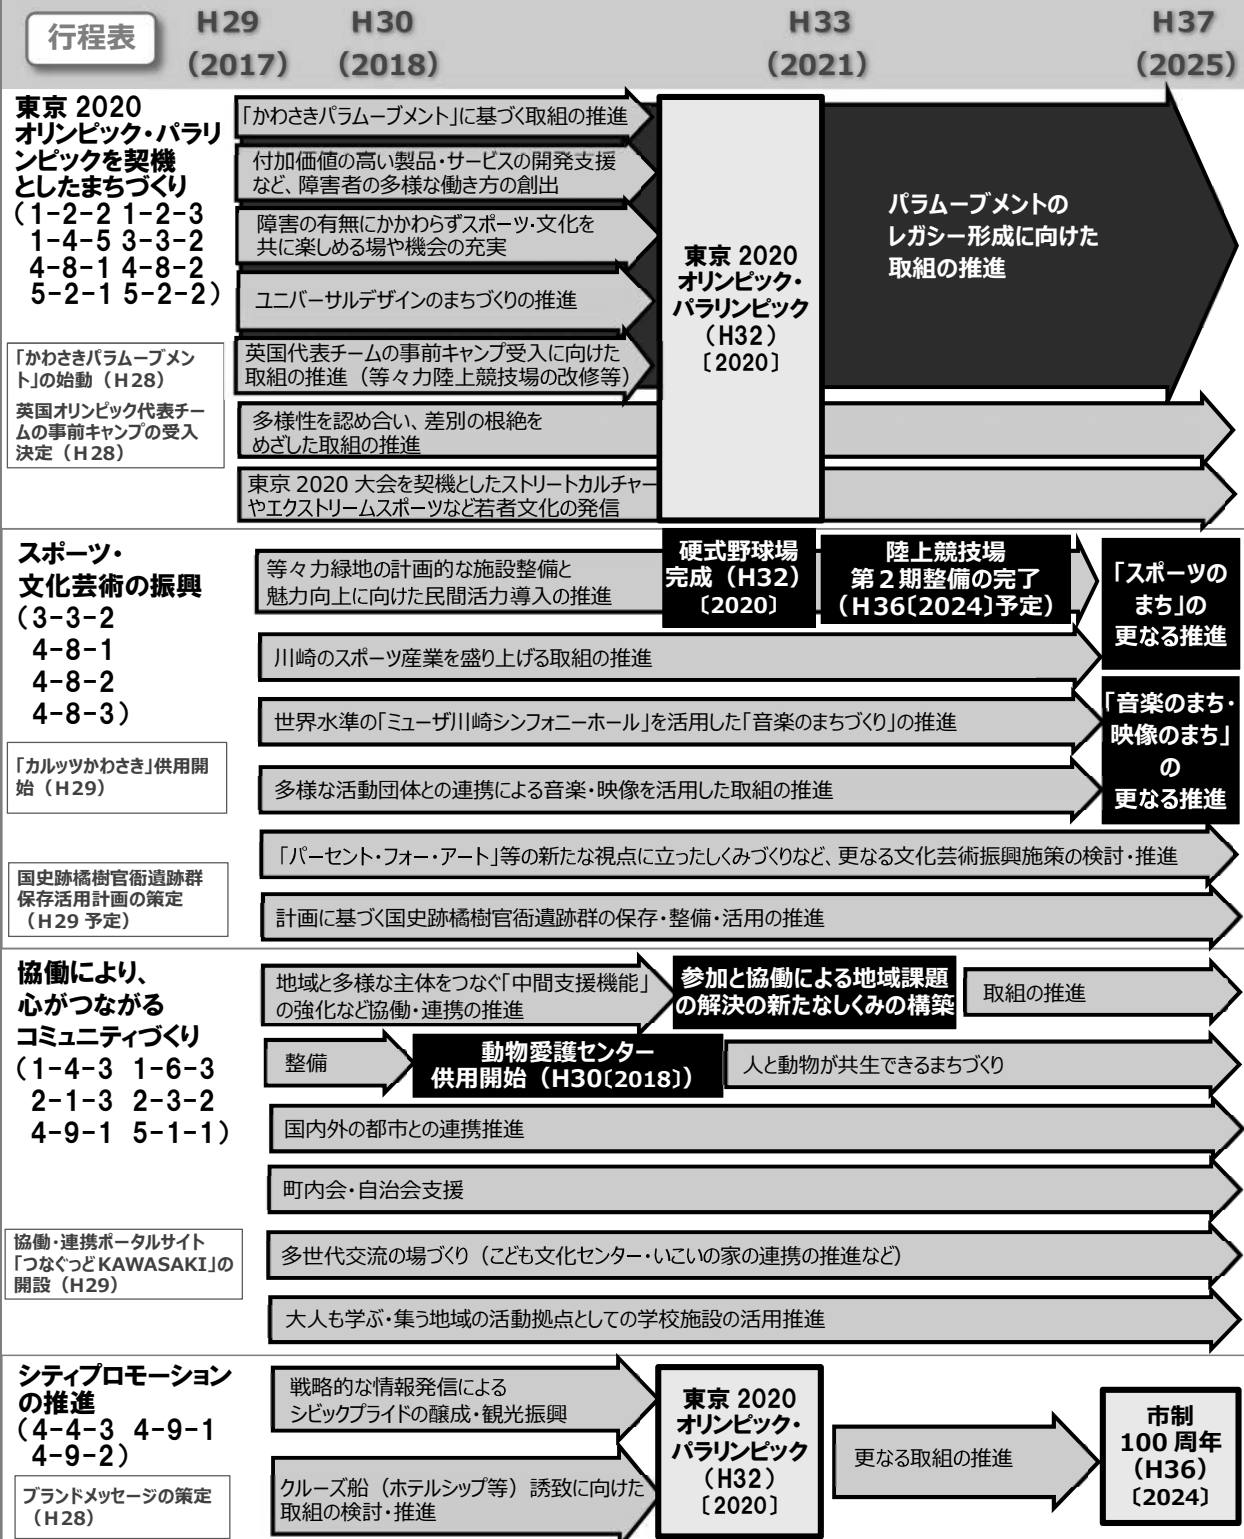 行程表
H29
(2017)
H30
(2018)
H33
(2021)
H37
(2025)
東京 2020
オリンピック・パラリ
ンピックを契機
としたまちづくり
(1-2-2 1-2-3
1-4-5 3-3-2
4-8-1 4-8-2
5-2-1 5-2-2)
「かわさきパラムーブメン
ト」の始動（H28）
英国オリンピック代表チー
ムの事前キャンプの受入
決定（H28）
「かわさきパラムーブメント」に基づく取組の推進
付加価値の高い製品・サービスの開発支援
など、障害者の多様な働き方の創出
障害の有無にかかわらずスポーツ・文化を
共に楽しめる場や機会の充実
ユニバーサルデザインのまちづくりの推進
英国代表チームの事前キャンプ受入に向けた
取組の推進（等々力陸上競技場の改修等）
多様性を認め合い、差別の根絶を
めざした取組の推進
東京 2020 大会を契機としたストリートカルチャー
やエクストリームスポーツなど若者文化の発信
東京 2020
オリンピック・
パラリンピック
（H32）
〔2020〕
パラムーブメントの
レガシー形成に向けた
取組の推進
スポーツ・
文化芸術の振興
(3-3-2
4-8-1
4-8-2
4-8-3)
「カルッツかわさき」供用開
始（H29）
国史跡橘樹官衙遺跡群
保存活用計画の策定
（H29 予定）
等々力緑地の計画的な施設整備と
魅力向上に向けた民間活力導入の推進
硬式野球場
完成（H32）
〔2020〕
陸上競技場
第２期整備の完了
（H36〔2024〕予定）
「スポーツの
まち」の
更なる推進
川崎のスポーツ産業を盛り上げる取組の推進
世界水準の「ミューザ川崎シンフォニーホール」を活用した「音楽のまちづくり」の推進
多様な活動団体との連携による音楽・映像を活用した取組の推進
「音楽のまち・
映像のまち」
の
更なる推進
「パーセント・フォー・アート」等の新たな視点に立ったしくみづくりなど、更なる文化芸術振興施策の検討・推進
計画に基づく国史跡橘樹官衙遺跡群の保存・整備・活用の推進
協働により、
心がつながる
コミュニティづくり
(1-4-3 1-6-3
2-1-3 2-3-2
4-9-1 5-1-1)
協働・連携ポータルサイト
「つなぐっどKAWASAKI」の
開設（H29）
地域と多様な主体をつなぐ「中間支援機能」
の強化など協働・連携の推進
参加と協働による地域課題
の解決の新たなしくみの構築
取組の推進
整備
動物愛護センター
供用開始（H30〔2018〕）
人と動物が共生できるまちづくり
国内外の都市との連携推進
町内会・自治会支援
多世代交流の場づくり（こども文化センター・いこいの家の連携の推進など）
大人も学ぶ・集う地域の活動拠点としての学校施設の活用推進
シティプロモーション
の推進
(4-4-3 4-9-1
4-9-2)
ブランドメッセージの策定
（H28）
戦略的な情報発信による
シビックプライドの醸成・観光振興
クルーズ船（ホテルシップ等）誘致に向けた
取組の検討・推進
東京 2020
オリンピック・
パラリンピック
（H32）
〔2020〕
更なる取組の推進
市制
100 周年
（H36）
〔2024〕